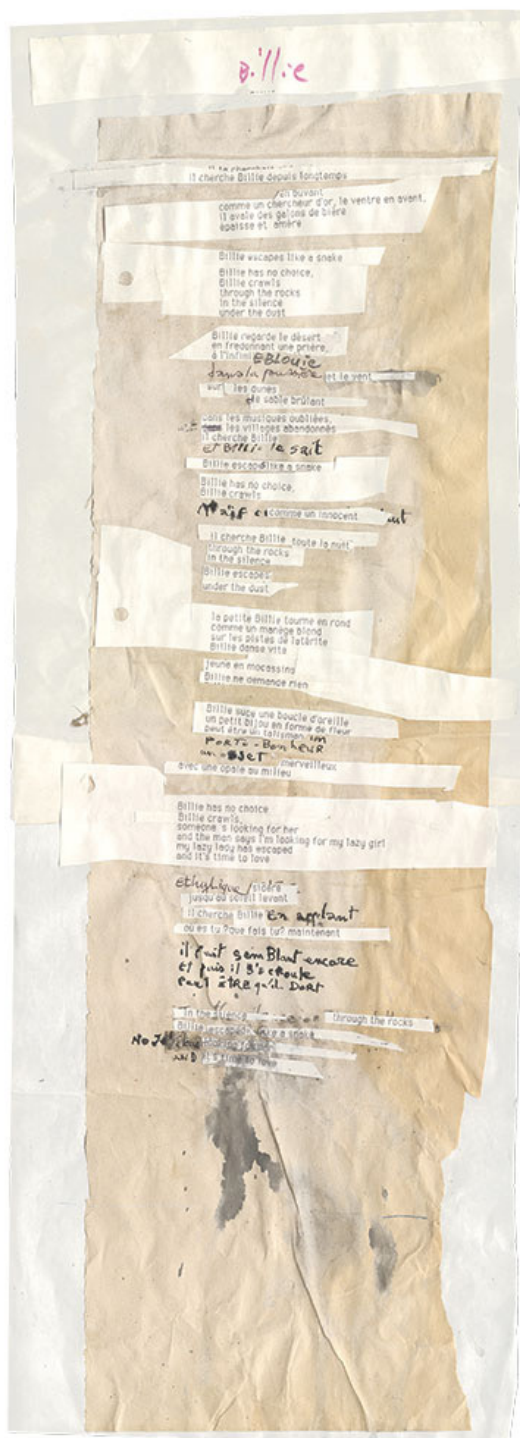 Billie
il cherche Billie depuis longtemps
en buvant
comme un chercheur d'or, le ventre en avant,
il avale des galons de bière
épaisse et amère
Billie escapes like a snake
Billie has no choice,
Billie crawls
through the rocks
in the silence
under the dust
Billie regarde le désert
en fredonnant une prière,
à l'infini EBLOUIE
dans la poussière et le vent
sur les dunes
de sable brûlant
dans les musiques oubliées,
et les villages abandonnés
il cherche Billie
et Billie le sait
Billie escapes like a snake
Billie has no choice,
Billie crawls
comme un innocent
il cherche Billie toute la nuit
through the rocks
in the silence
Billie escapes
under the dust
la petite Billie tourne en rond
comme un manège blond
sur les pistes de latérite
Billie danse vite
jeune en mocassins
Billie ne demande rien
Billie suce une boucle d'oreille
un petit bijou en forme de fleur
peut être un talisman un
PORTE-BonHEUR
un OBJET merveilleux
avec une opale au milieu
Billie has no choice
Billie crawls,
someone's looking for her
and the man says I'm looking for my lazy girl
my lazy lady has escaped
and it's time to love
Ethylique /sidéré
jusqu'au soleil levant
il cherche Billie En appelant
où es tu ?que fais tu? maintenant
il fait semBlant encore
Et puis il s'écroule
Peut êTRE qu'il DORT
in the silence through the rocks
Billie escapes like a snake
looking for
AND it's time to love